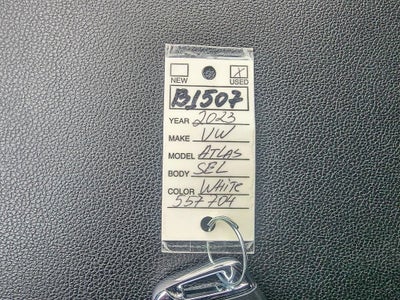 X
NEW USED
B1507
YEAR 2023
MAKE VW
MODEL ATLAS
BODY SEL
COLOR WHITE
557704